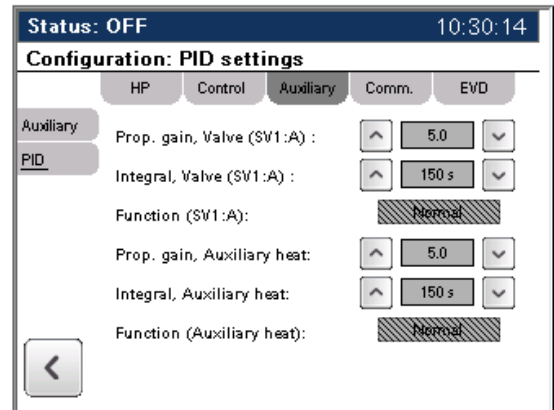 Status: OFF 10:30:14
Configuration: PID settings
HP Control Auxiliary Comm. EVD
Auxiliary
PID
Prop. gain, Valve (SV1:A) : 5.0
Integral, Valve (SV1:A) : 150 s
Function (SV1:A): Normal
Prop. gain, Auxiliary heat: 5.0
Integral, Auxiliary heat: 150 s
Function (Auxiliary heat): Normal